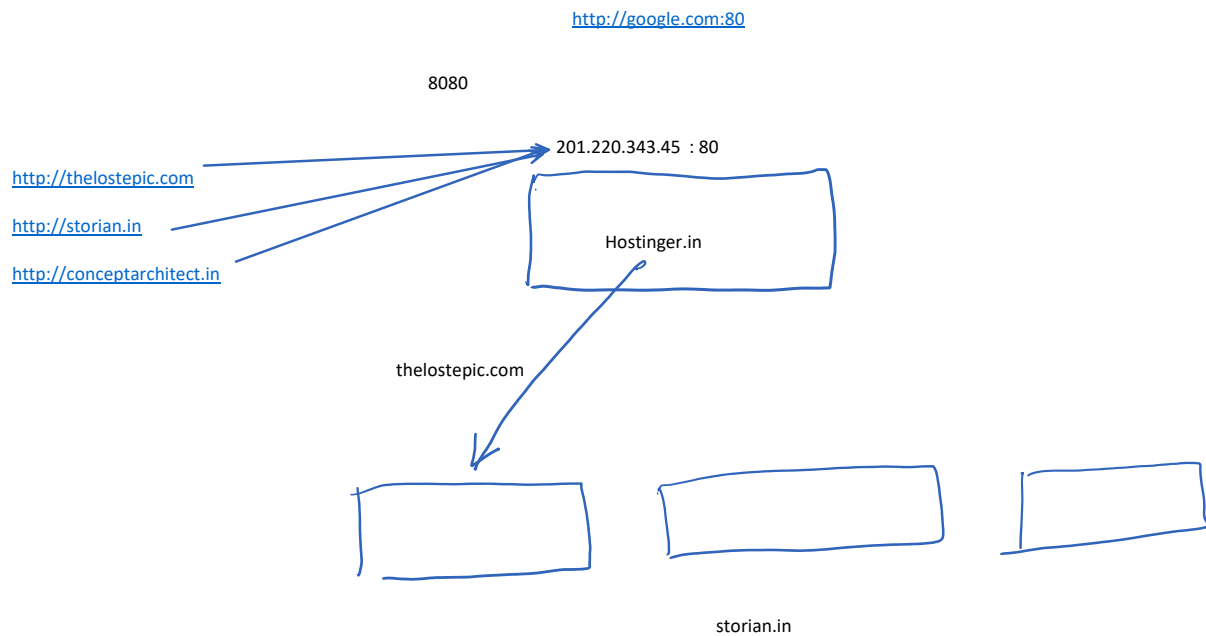 http://google.com:80
8080
201.220.343.45 : 80
http://thelostepic.com
http://storian.in
Hostinger.in
http://conceptarchitect.in
thelostepic.com
storian.in